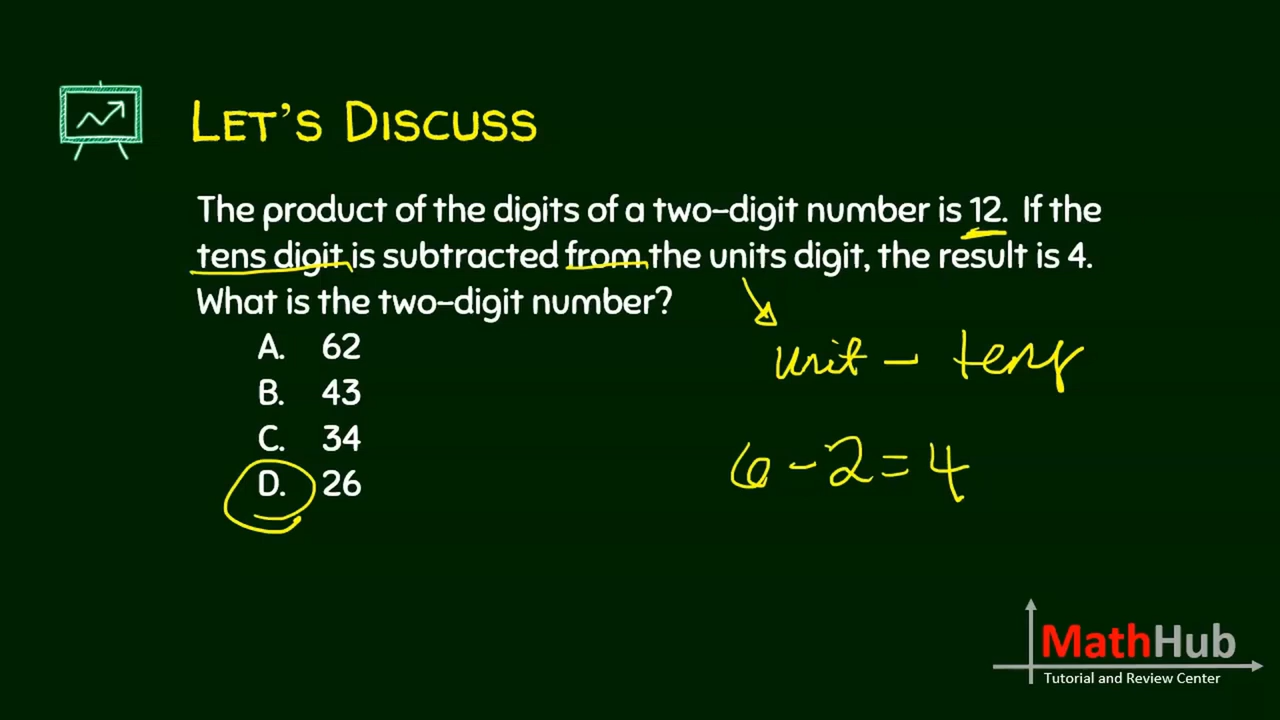 LET'S DISCUSS
The product of the digits of a two-digit number is 12. If the
tens digit is subtracted from the units digit, the result is 4.
What is the two-digit number?
A. 62
B. 43
C. 34
D. 26
unit - tens
6 - 2 = 4
MathHub
Tutorial and Review Center